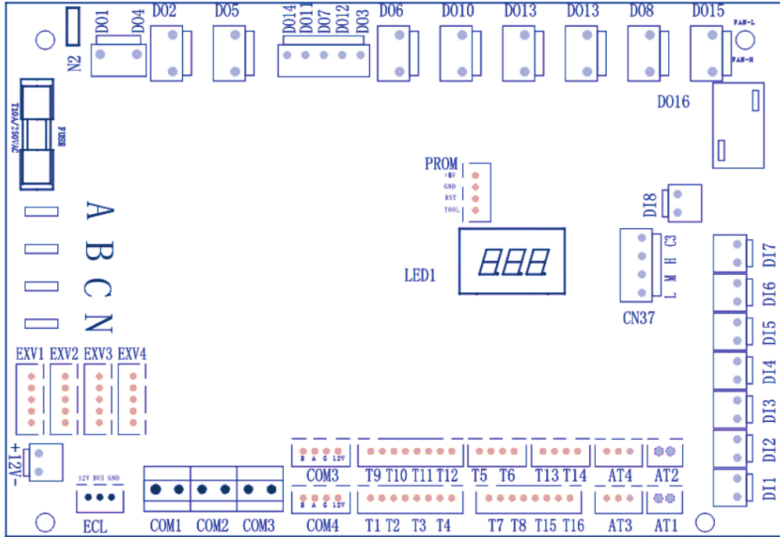 DO1 DO4 DO2 DO5 DO14 DO11 DO7 DO12 DO3 DO6 DO10 DO13 DO13 DO8 DO15
FAN-L
FAN-H
N2
DO16
T10A/250VAC
FUSE
PROM
+5V
GND
RST
TOOL
DI8
A
B
C
N
LED1
888
L M H C3
CN37
DI7
DI6
DI5
DI4
DI3
DI2
DI1
EXV1 EXV2 EXV3 EXV4
+12V-
12V BUS GND
ECL
COM1 COM2 COM3
B A G 12V
COM3 T9 T10 T11 T12 T5 T6 T13 T14 AT4 AT2
B A G 12V
COM4 T1 T2 T3 T4 T7 T8 T15 T16 AT3 AT1